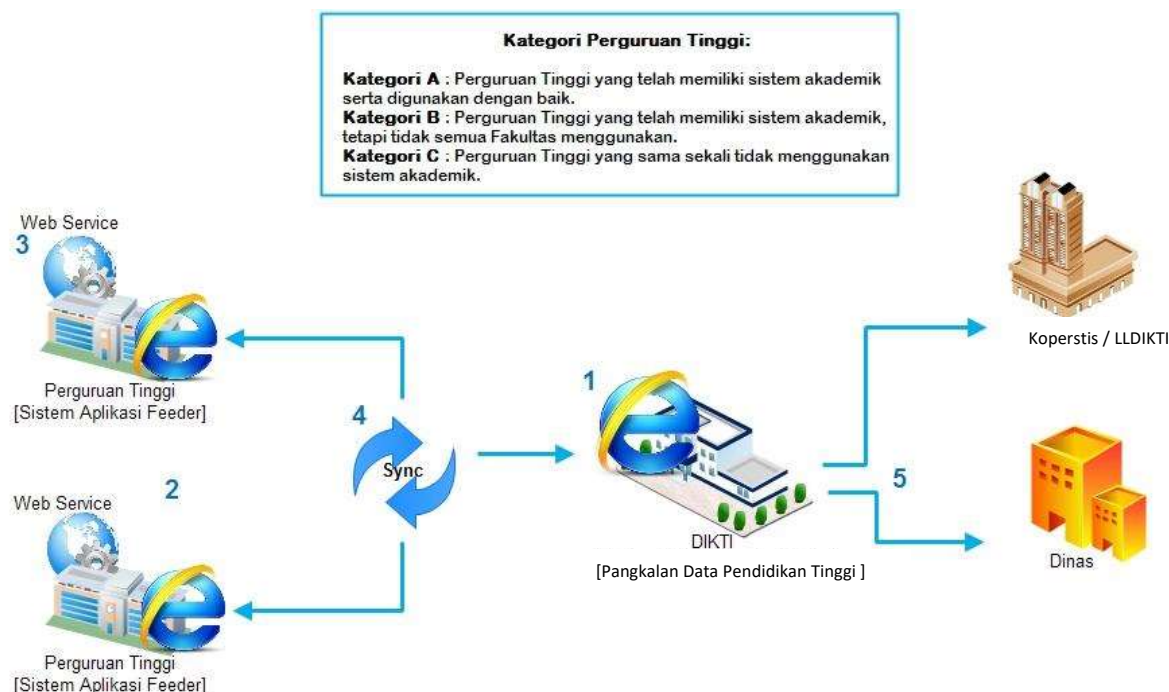 Kategori Perguruan Tinggi:
Kategori A : Perguruan Tinggi yang telah memiliki sistem akademik
serta digunakan dengan baik.
Kategori B : Perguruan Tinggi yang telah memiliki sistem akademik,
tetapi tidak semua Fakultas menggunakan.
Kategori C : Perguruan Tinggi yang sama sekali tidak menggunakan
sistem akademik.
Web Service
3
Perguruan Tinggi
[Sistem Aplikasi Feeder]
2
Web Service
Perguruan Tinggi
[Sistem Aplikasi Feeder]
4
Sync
1
DIKTI
[Pangkalan Data Pendidikan Tinggi ]
5
Koperstis / LLDIKTI
Dinas